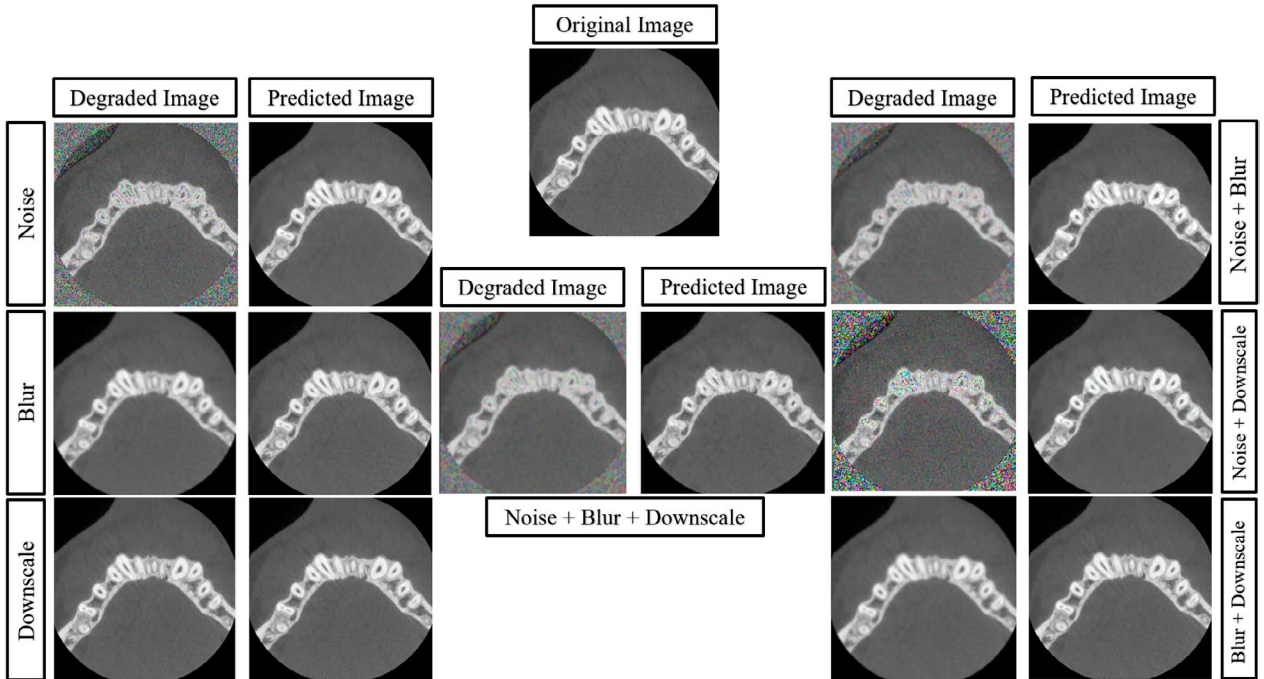 Original Image
Degraded Image
Predicted Image
Degraded Image
Predicted Image
Noise
Noise + Blur
Degraded Image
Predicted Image
Blur
Noise + Downscale
Noise + Blur + Downscale
Downscale
Blur + Downscale